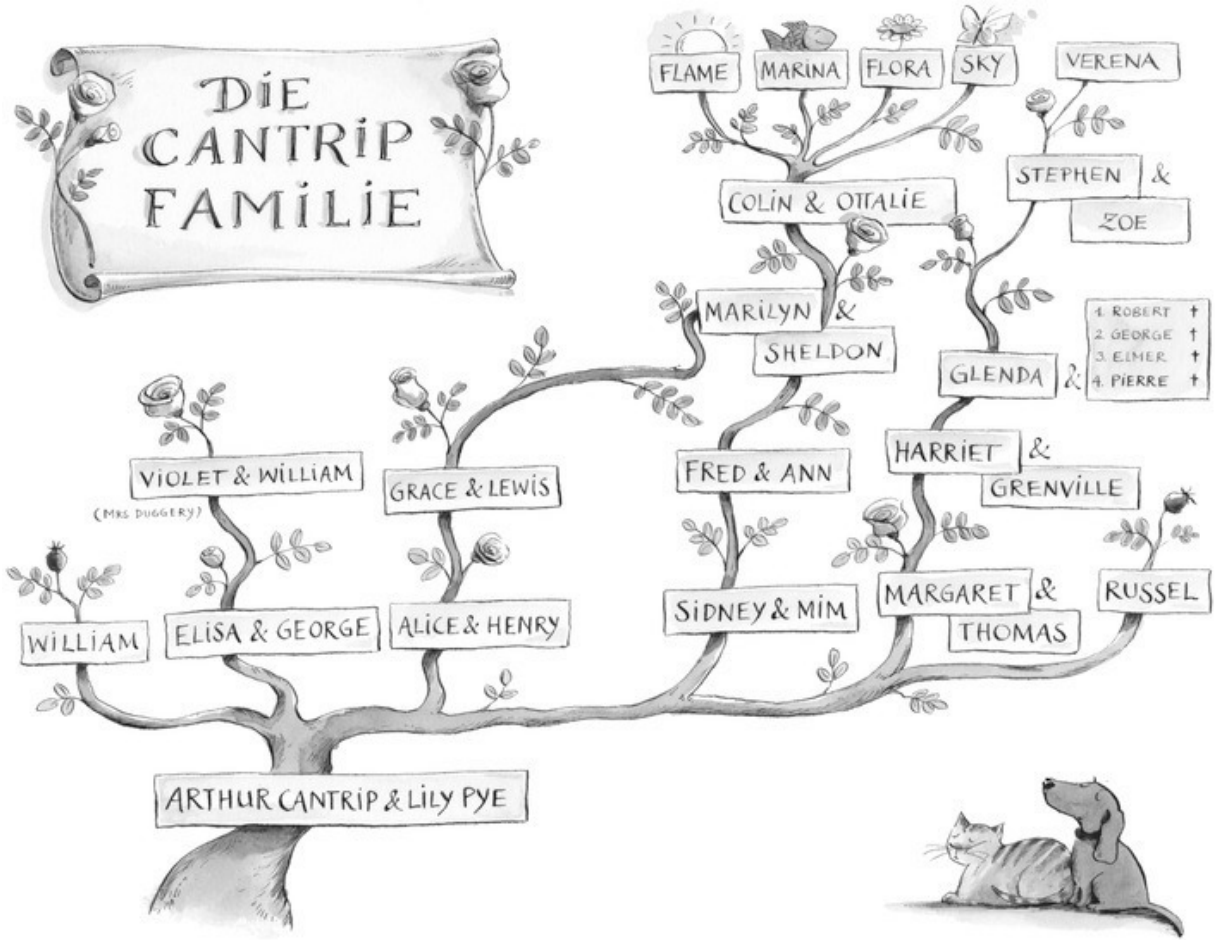 DIE
CANTRIP
FAMILIE
FLAME
MARINA
FLORA
SKY
VERENA
STEPHEN &
ZOE
COLIN & OTTALIE
MARILYN &
SHELDON
GLENDA &
1. ROBERT †
2. GEORGE †
3. ELMER †
4. PIERRE †
VIOLET & WILLIAM
(MRS DUGGERY)
GRACE & LEWIS
FRED & ANN
HARRIET &
GRENVILLE
WILLIAM
ELISA & GEORGE
ALICE & HENRY
SIDNEY & MIM
MARGARET &
THOMAS
RUSSEL
ARTHUR CANTRIP & LILY PYE